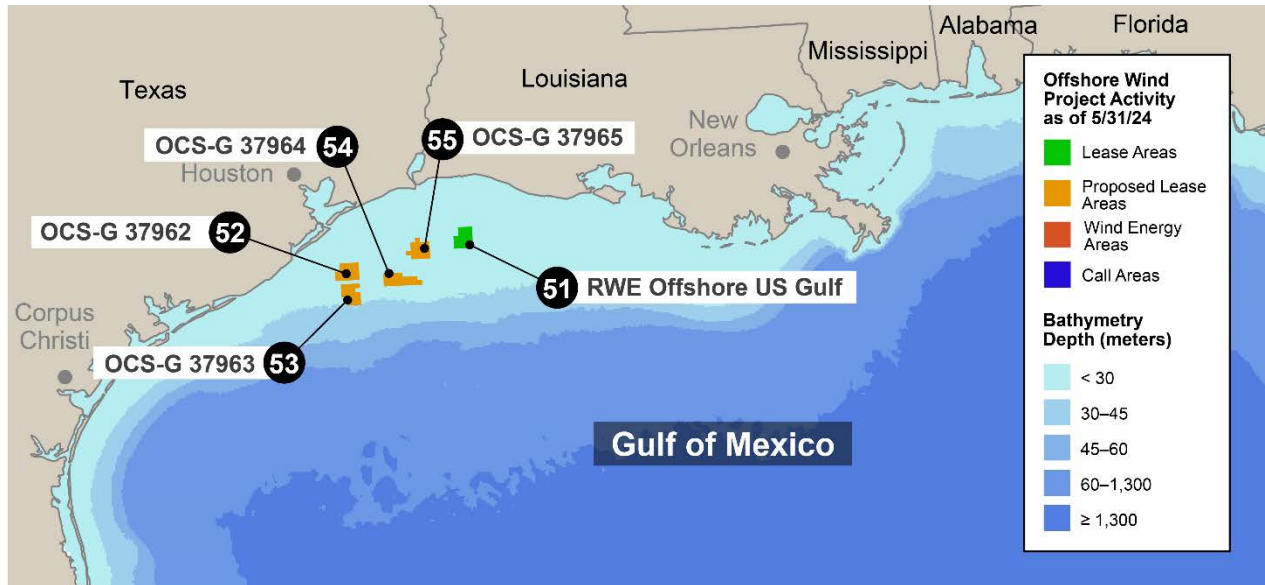 Alabama
Florida
Mississippi
Louisiana
Texas
New
Orleans
OCS-G 37964
54
55
OCS-G 37965
Houston
OCS-G 37962
52
51
RWE Offshore US Gulf
Corpus
Christi
OCS-G 37963
53
Gulf of Mexico
Offshore Wind
Project Activity
as of 5/31/24
Lease Areas
Proposed Lease
Areas
Wind Energy
Areas
Call Areas
Bathymetry
Depth (meters)
< 30
30–45
45–60
60–1,300
≥ 1,300